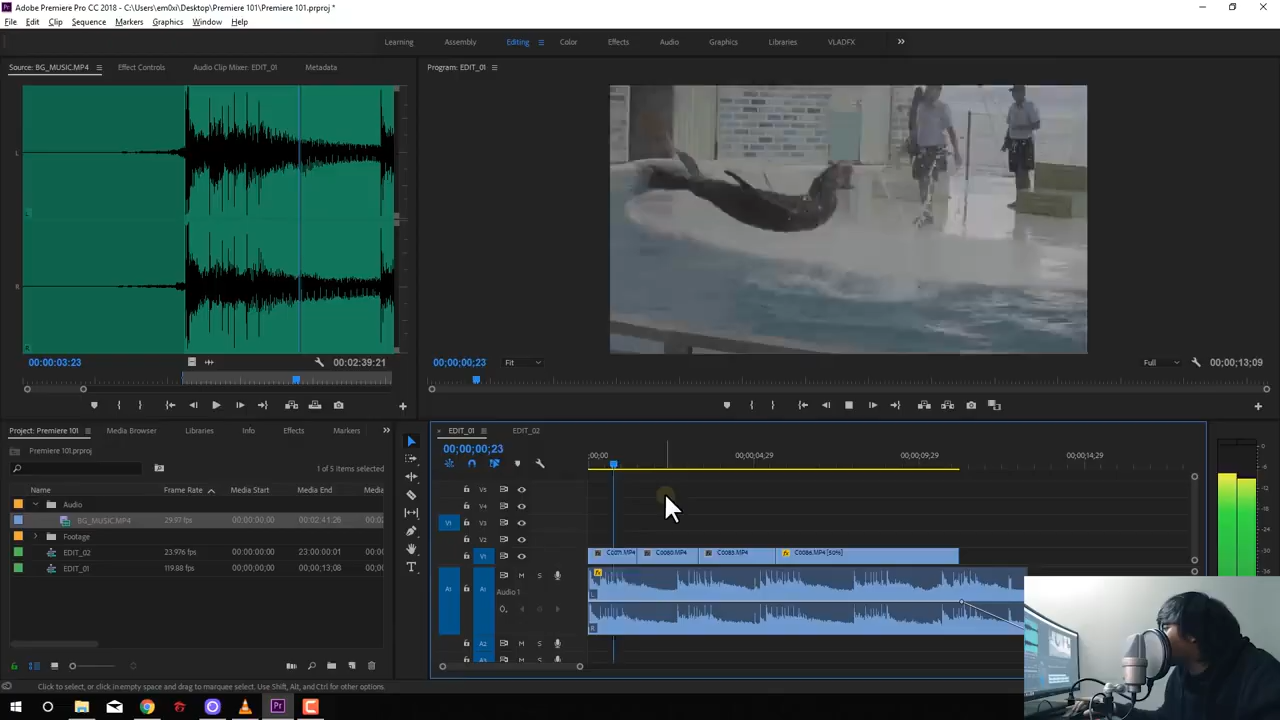 Adobe Premiere Pro CC 2018 - C:\Users\em0xi\Desktop\Premiere 101\Premiere 101.prproj *
File Edit Clip Sequence Markers Graphics Window Help
Learning Assembly Editing Color Effects Audio Graphics Libraries VLADFX
Source: BG_MUSIC.MP4 Effect Controls Audio Clip Mixer: EDIT_01 Metadata
Program: EDIT_01
L
R
00:00:03:23 00:02:39:21
00;00;00;23 Fit Full 00;00;13;09
Project: Premiere 101 Media Browser Libraries Info Effects Markers
Premiere 101.prproj
1 of 5 items selected
Name Frame Rate Media Start Media End Media
Audio
BG_MUSIC.MP4 29.97 fps 00:00:00:00 00:02:41:26 00:02
Footage
EDIT_02 23.976 fps 00:00:00:00 23:00:00:01
EDIT_01 119.88 fps 00;00;00;00 00;00;13;08
EDIT_01 EDIT_02
00;00;00;23
;00;00 00;00;04;29 00;00;09;29 00;00;14;29
V5
V4
V1 V3
V2
V1 C0071.MP4 C0080.MP4 C0083.MP4 C0086.MP4 [50%]
A1 A1 M S
Audio 1
A2 M S
Click to select, or click in empty space and drag to marquee select. Use Shift, Alt, and Ctrl for other options.